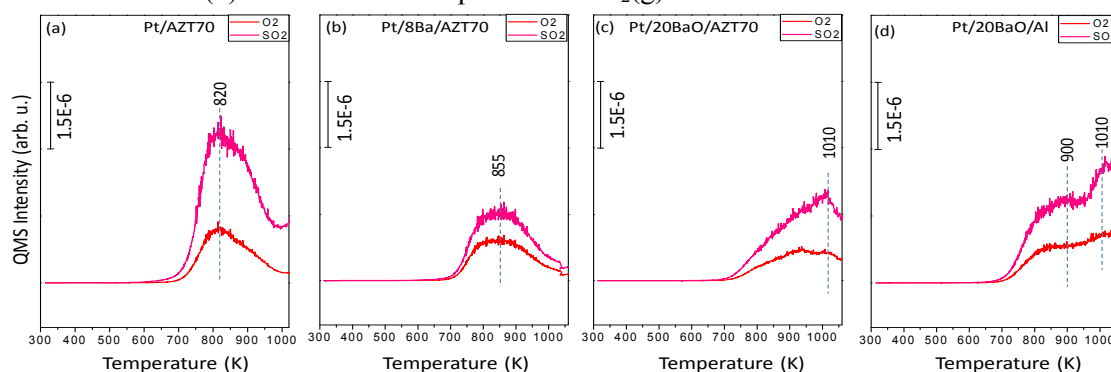 (a) Pt/AZT70 O2 SO2
(b) Pt/8Ba/AZT70 O2 SO2
(c) Pt/20BaO/AZT70 O2 SO2
(d) Pt/20BaO/Al O2 SO
QMS Intensity (arb. u.)
1.5E-6 820
1.5E-6 855
1.5E-6 1010
1.5E-6 900 1010
300 400 500 600 700 800 900 1000
300 400 500 600 700 800 900 1000
300 400 500 600 700 800 900 1000
300 400 500 600 700 800 900 1000
Temperature (K)
Temperature (K)
Temperature (K)
Temperature (K)